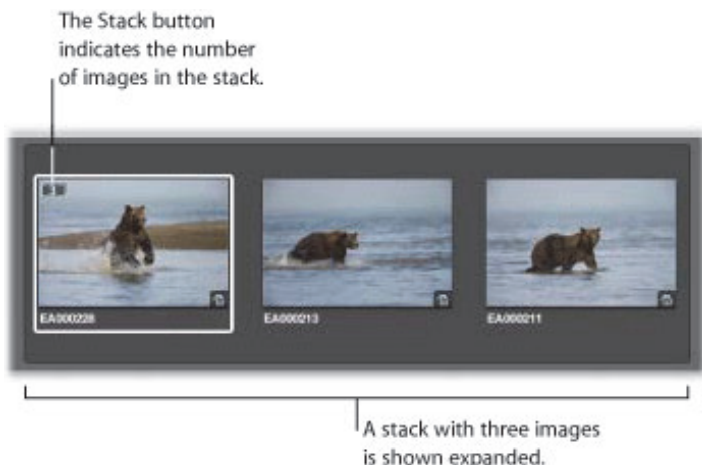 The Stack button
indicates the number
of images in the stack.
EA000228
EA000213
EA000211
A stack with three images
is shown expanded.